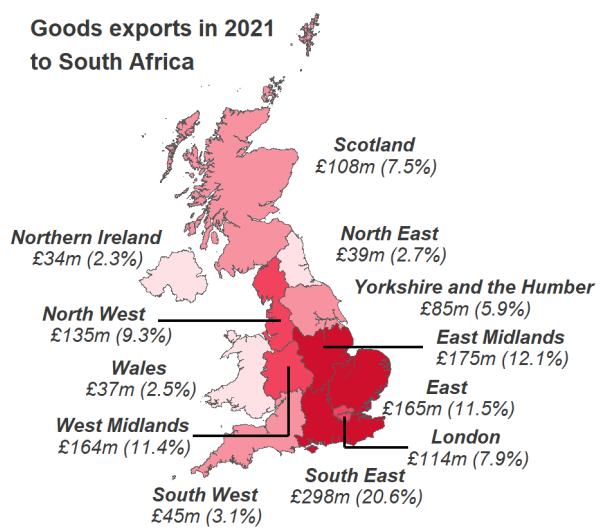 Goods exports in 2021
to South Africa
Scotland
£108m (7.5%)
North East
£39m (2.7%)
Northern Ireland
£34m (2.3%)
Yorkshire and the Humber
£85m (5.9%)
North West
£135m (9.3%)
East Midlands
£175m (12.1%)
Wales
£37m (2.5%)
East
£165m (11.5%)
West Midlands
£164m (11.4%)
London
£114m (7.9%)
South East
£298m (20.6%)
South West
£45m (3.1%)